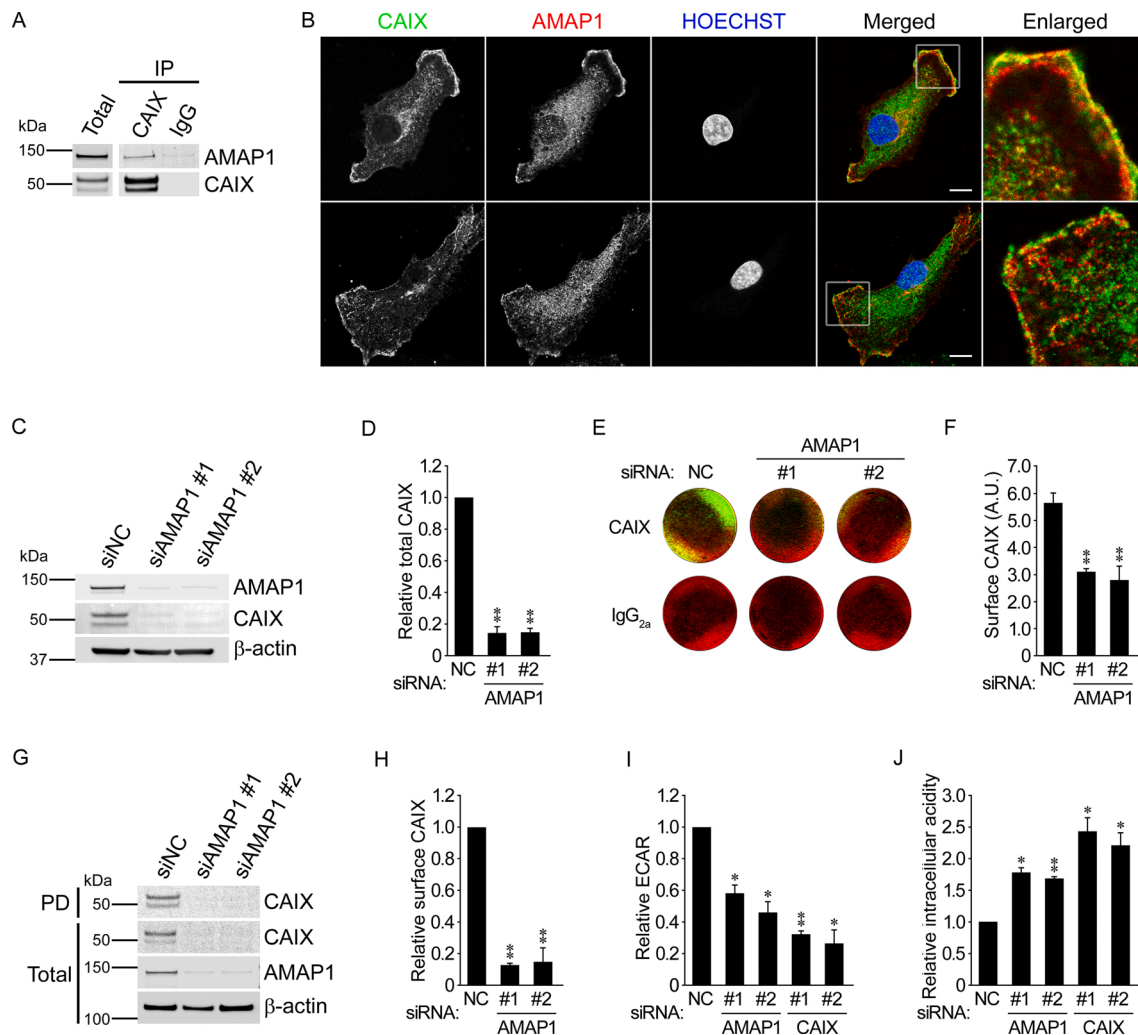 A
IP
Total
CAIX
IgG
kDa
150
AMAP1
50
CAIX
B
CAIX
AMAP1
HOECHST
Merged
Enlarged
C
siNC
siAMAP1 #1
siAMAP1 #2
kDa
150
AMAP1
50
CAIX
β-actin
37
D
Relative total CAIX
1.2
1.0
0.8
0.6
0.4
0.2
0
**
**
NC
#1
#2
siRNA:
AMAP1
E
AMAP1
siRNA:
NC
#1
#2
CAIX
IgG2a
F
Surface CAIX (A.U.)
7.0
6.0
5.0
4.0
3.0
2.0
1.0
0.0
**
**
NC
#1
#2
siRNA:
AMAP1
G
siNC
siAMAP1 #1
siAMAP1 #2
kDa
PD
50
CAIX
Total
50
CAIX
150
AMAP1
β-actin
100
H
Relative surface CAIX
1.2
1.0
0.8
0.6
0.4
0.2
0
**
**
NC
#1
#2
siRNA:
AMAP1
I
Relative ECAR
1.2
1.0
0.8
0.6
0.4
0.2
0
*
*
**
*
NC
#1
#2
#1
#2
siRNA:
AMAP1
CAIX
J
Relative intracellular acidity
3.0
2.5
2.0
1.5
1.0
0.5
0.0
*
**
*
*
NC
#1
#2
#1
#2
siRNA:
AMAP1
CAIX